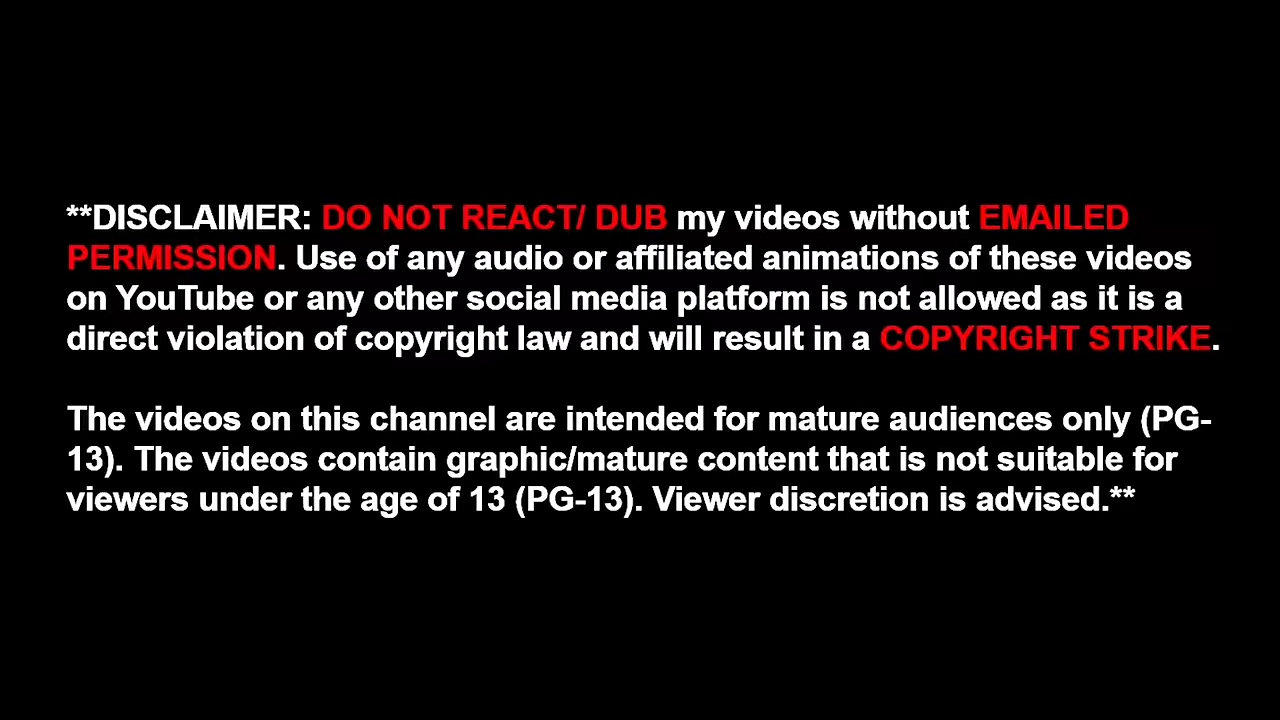 **DISCLAIMER: DO NOT REACT/ DUB my videos without EMAILED
PERMISSION. Use of any audio or affiliated animations of these videos
on YouTube or any other social media platform is not allowed as it is a
direct violation of copyright law and will result in a COPYRIGHT STRIKE.
The videos on this channel are intended for mature audiences only (PG-
13). The videos contain graphic/mature content that is not suitable for
viewers under the age of 13 (PG-13). Viewer discretion is advised.**